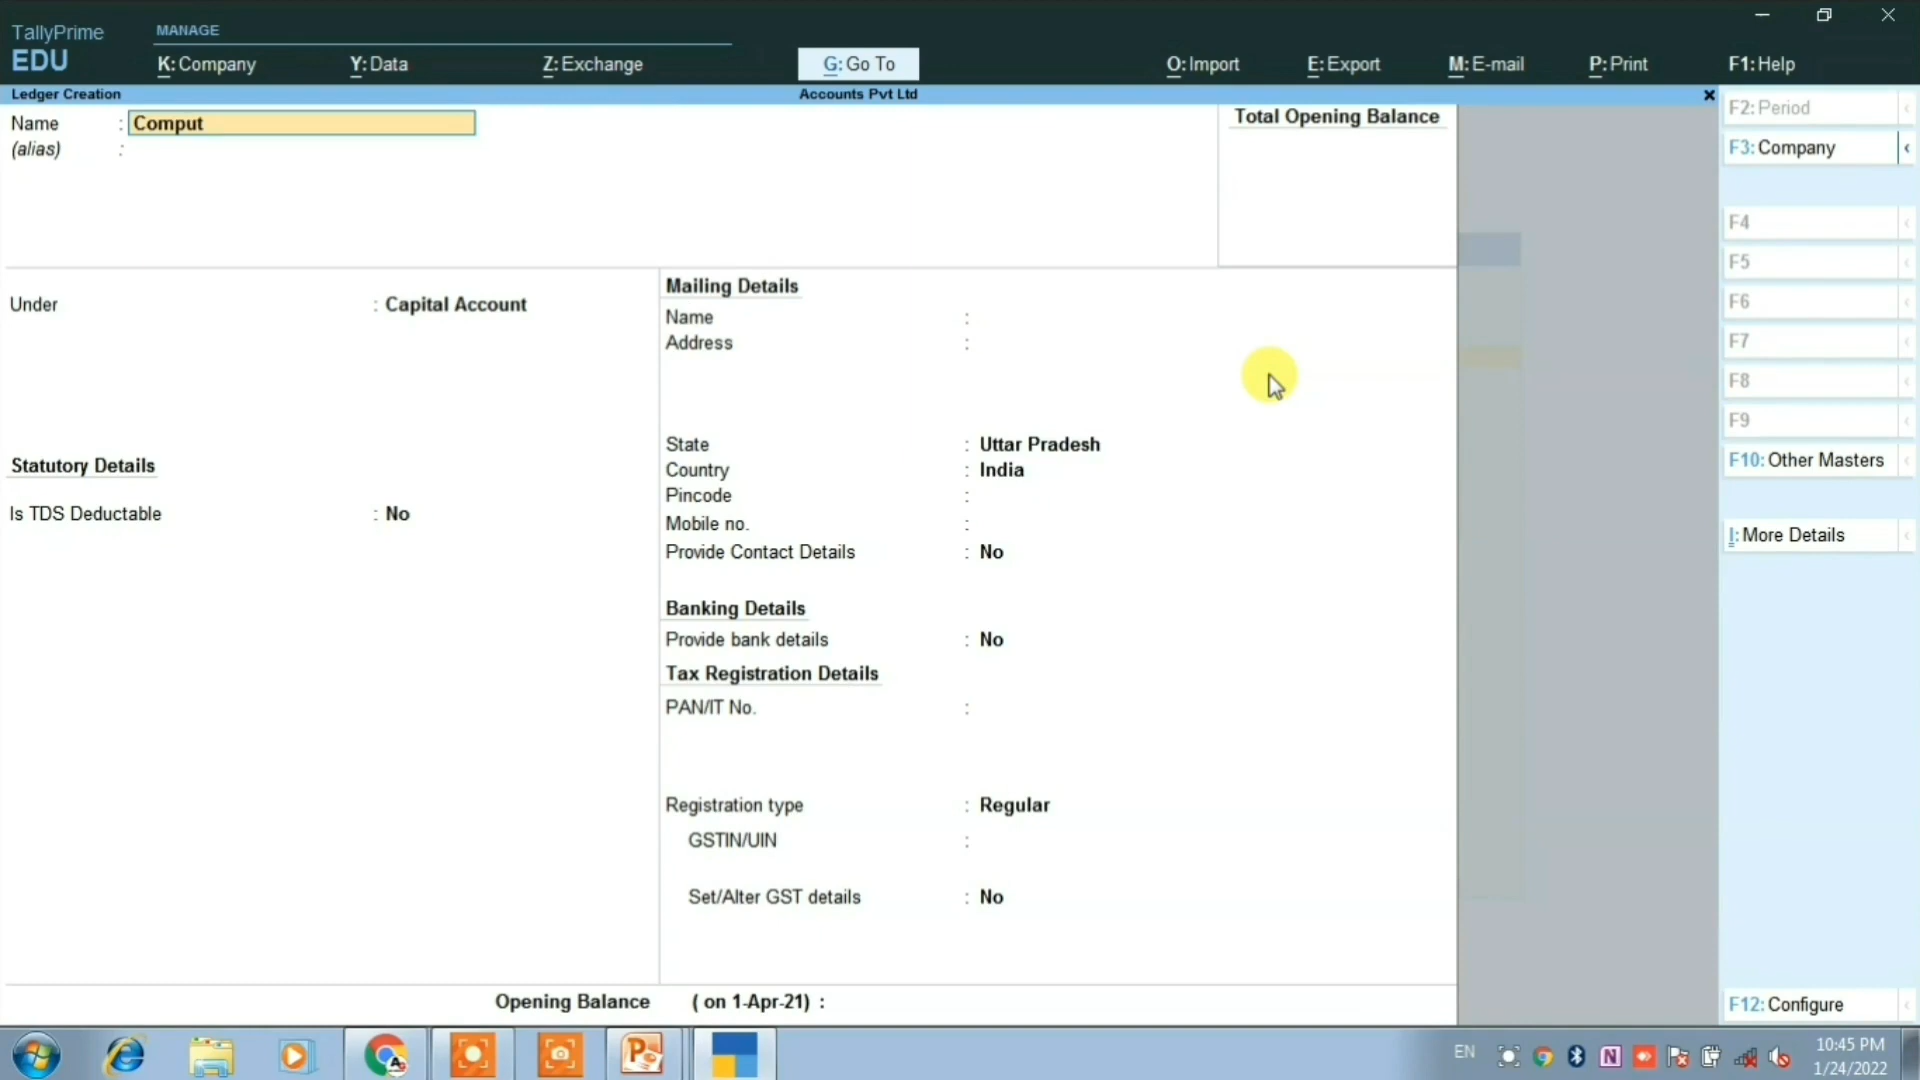 TallyPrime
EDU
MANAGE
K: Company
Y: Data
Z: Exchange
G: Go To
O: Import
E: Export
M: E-mail
P: Print
F1: Help
Ledger Creation
Accounts Pvt Ltd
Name : Comput
(alias) :
Total Opening Balance
Under : Capital Account
Statutory Details
Is TDS Deductable : No
Mailing Details
Name :
Address :
State : Uttar Pradesh
Country : India
Pincode :
Mobile no. :
Provide Contact Details : No
Banking Details
Provide bank details : No
Tax Registration Details
PAN/IT No. :
Registration type : Regular
GSTIN/UIN :
Set/Alter GST details : No
Opening Balance ( on 1-Apr-21) :
F2: Period
F3: Company
F4
F5
F6
F7
F8
F9
F10: Other Masters
I: More Details
F12: Configure
EN
10:45 PM
1/24/2022